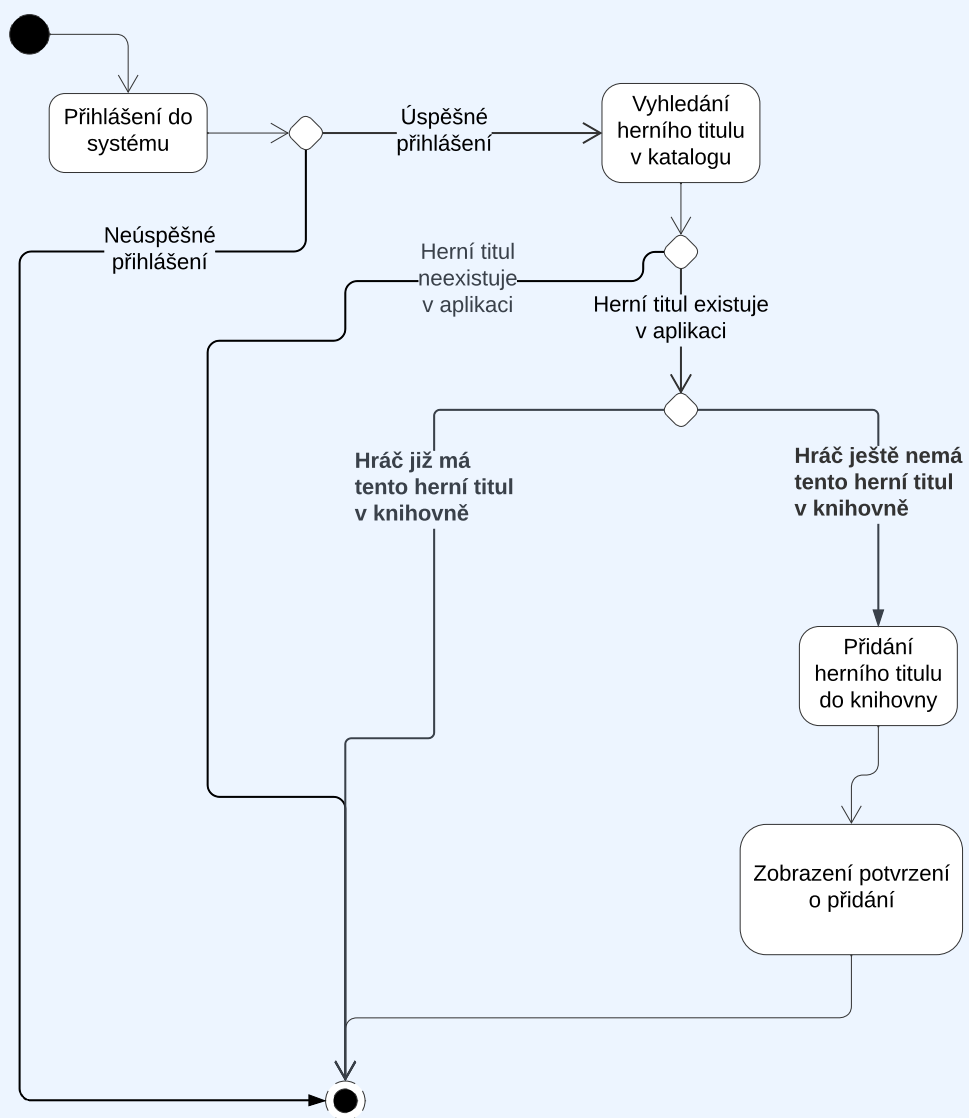 Přihlášení do
systému
Úspěšné
přihlášení
Vyhledání
herního titulu
v katalogu
Neúspěšné
přihlášení
Herní titul
neexistuje
v aplikaci
Herní titul existuje
v aplikaci
Hráč již má
tento herní titul
v knihovně
Hráč ještě nemá
tento herní titul
v knihovně
Přidání
herního titulu
do knihovny
Zobrazení potvrzení
o přidání